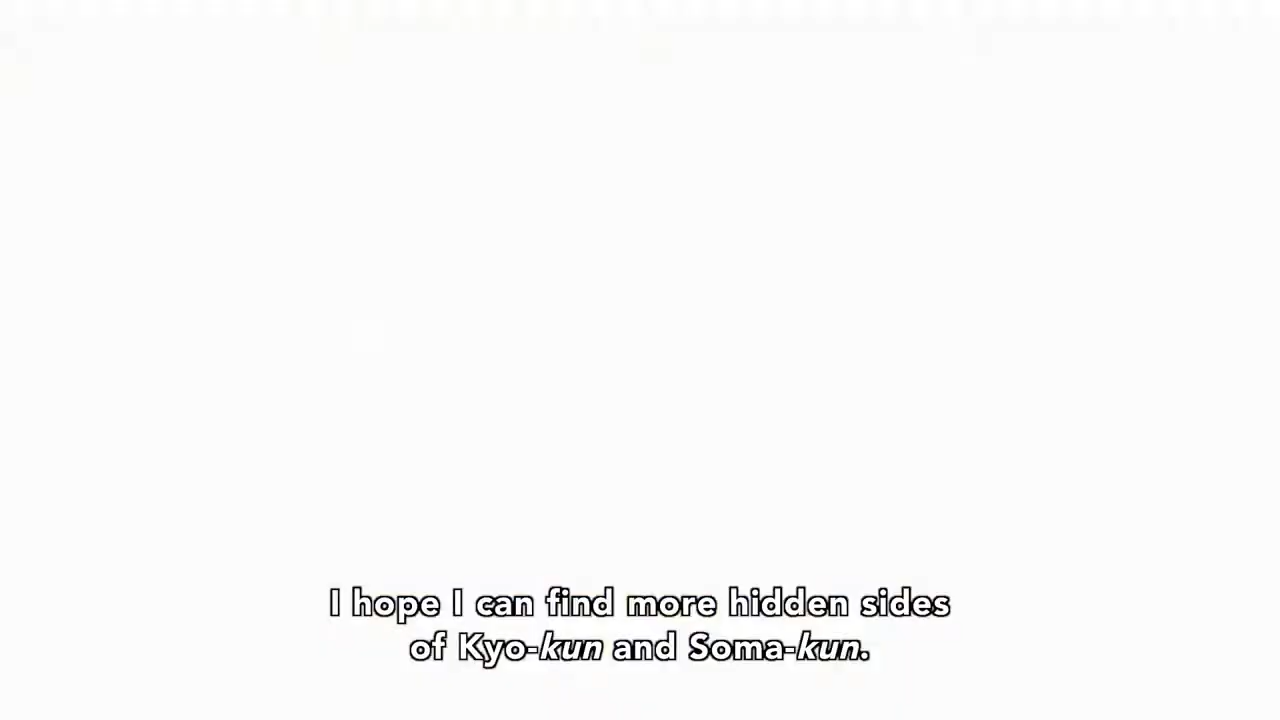 I hope I can find more hidden sides
of Kyo-kun and Soma-kun.